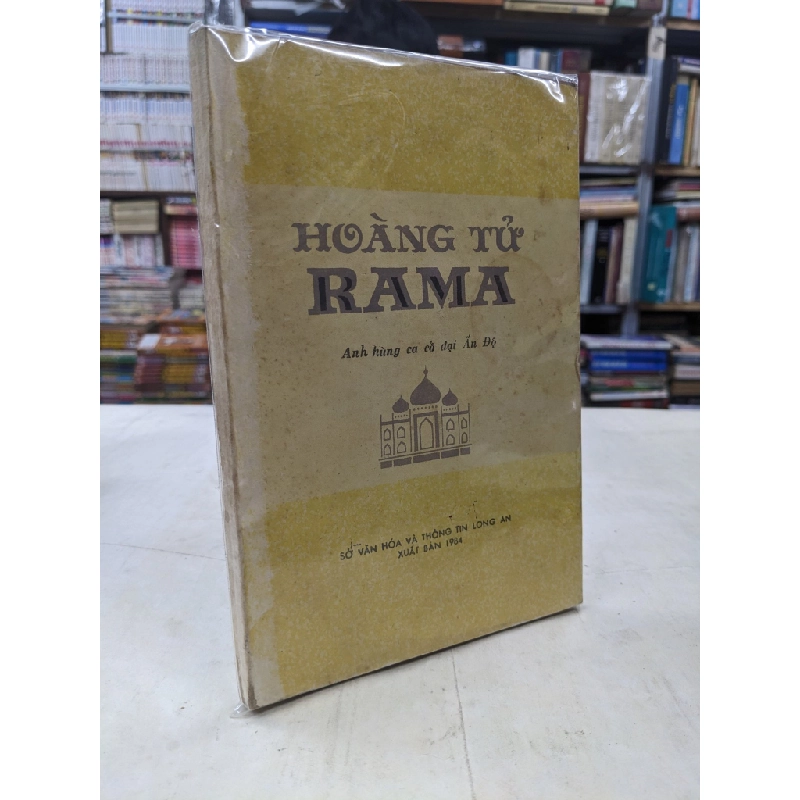 HOÀNG TỬ
RAMA
Anh hùng ca cổ đại Ấn Độ
SỞ VĂN HÓA VÀ THÔNG TIN LONG AN
XUẤT BẢN 1984